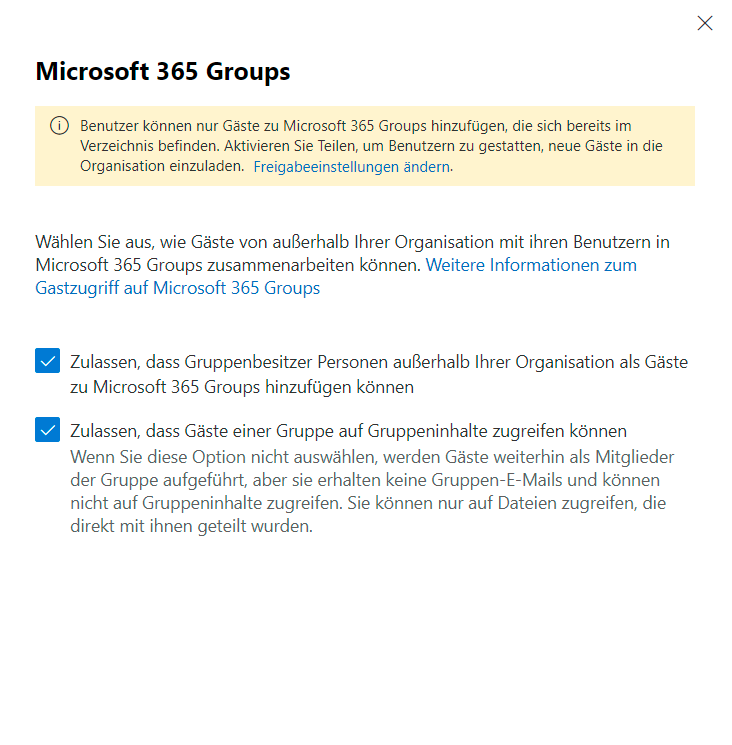 Microsoft 365 Groups
Benutzer können nur Gäste zu Microsoft 365 Groups hinzufügen, die sich bereits im
Verzeichnis befinden. Aktivieren Sie Teilen, um Benutzern zu gestatten, neue Gäste in die
Organisation einzuladen. Freigabeeinstellungen ändern.
Wählen Sie aus, wie Gäste von außerhalb Ihrer Organisation mit ihren Benutzern in
Microsoft 365 Groups zusammenarbeiten können. Weitere Informationen zum
Gastzugriff auf Microsoft 365 Groups
Zulassen, dass Gruppenbesitzer Personen außerhalb Ihrer Organisation als Gäste
zu Microsoft 365 Groups hinzufügen können
Zulassen, dass Gäste einer Gruppe auf Gruppeninhalte zugreifen können
Wenn Sie diese Option nicht auswählen, werden Gäste weiterhin als Mitglieder
der Gruppe aufgeführt, aber sie erhalten keine Gruppen-E-Mails und können
nicht auf Gruppeninhalte zugreifen. Sie können nur auf Dateien zugreifen, die
direkt mit ihnen geteilt wurden.